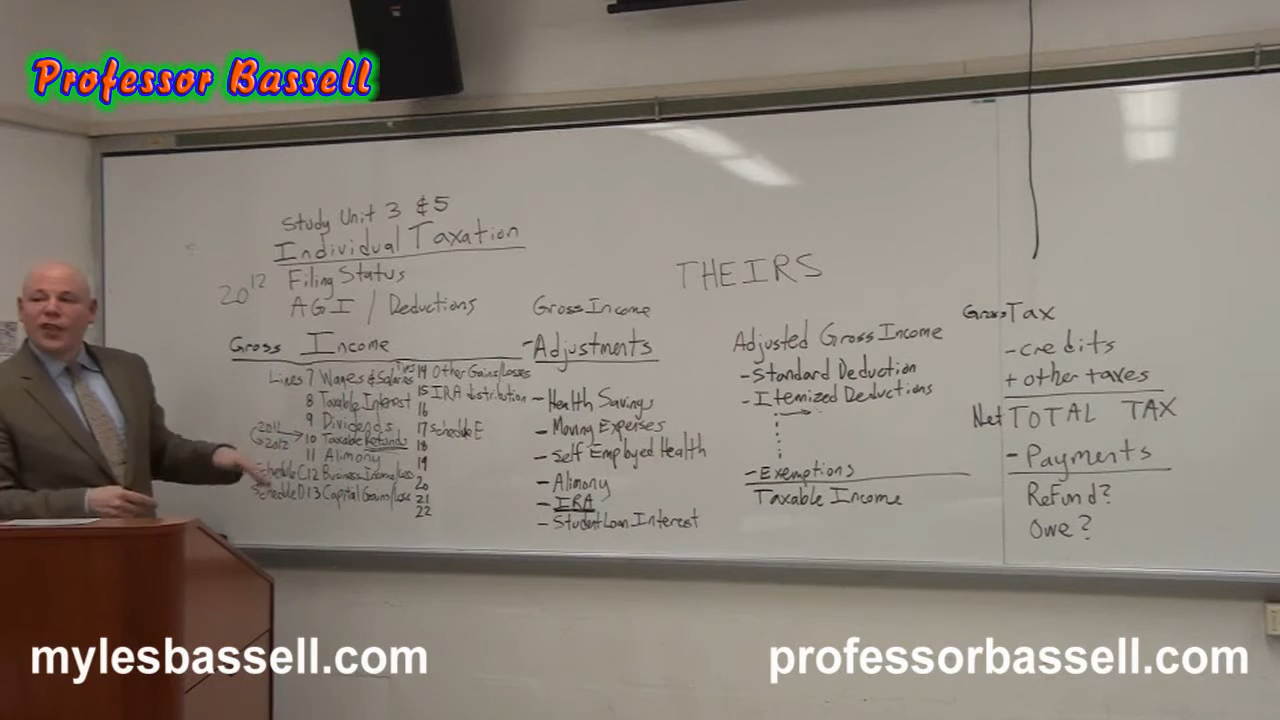 Professor Bassell
Study Unit 3 & 5
Individual Taxation
2012
Filing Status
AGI / Deductions
Gross Income
Lines 7 Wages & Salaries
8 Taxable Interest
9 Dividends
2011
2012
10 Taxable Refunds
11 Alimony
Schedule C 12 Business Income/loss
Schedule D 13 Capital Gain/loss
14 Other Gains/Losses
15 IRA distribution
16
17 Schedule E
18
19
20
21
22
Gross Income
- Adjustments
- Health Savings
- Moving Expenses
- Self Employed Health
- Alimony
- IRA
- Student Loan Interest
THEIRS
Adjusted Gross Income
- Standard Deduction
- Itemized Deductions
- Exemptions
Taxable Income
Gross Tax
- credits
+ other taxes
Net TOTAL TAX
- Payments
Refund?
Owe?
mylesbassell.com
professorbassell.com